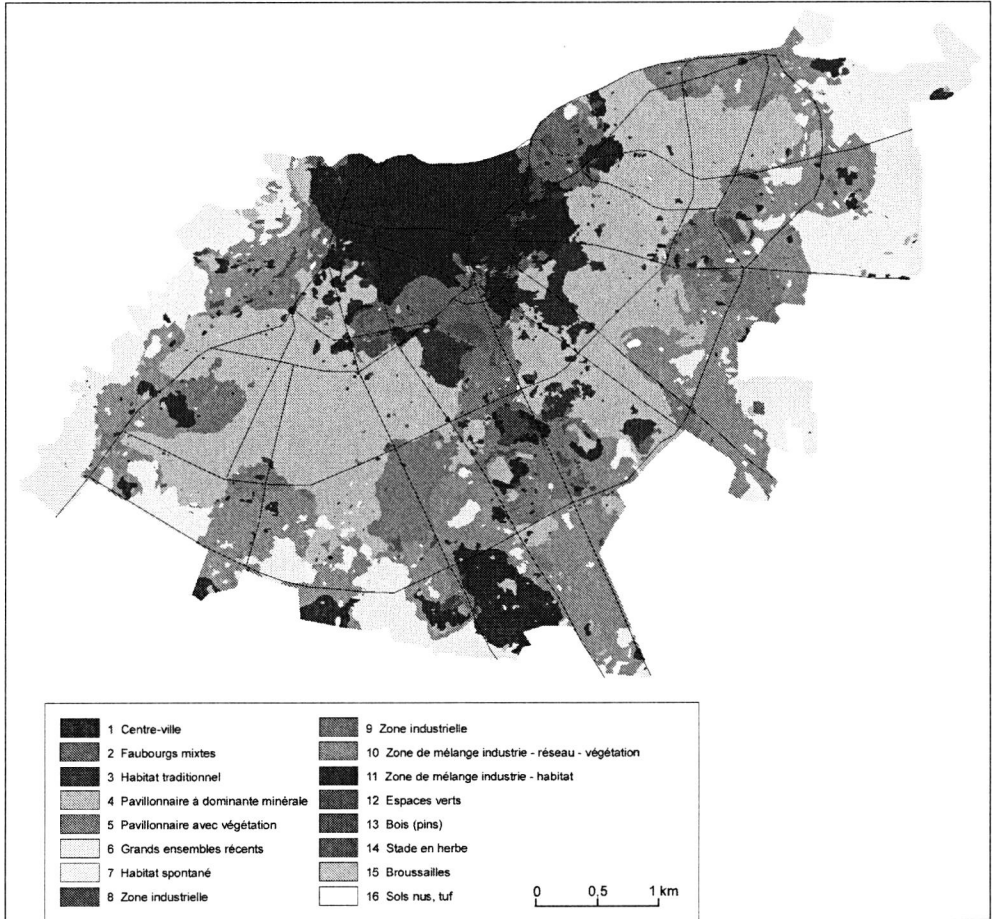 1 Centre-ville
2 Faubourgs mixtes
3 Habitat traditionnel
4 Pavillonnaire à dominante minérale
5 Pavillonnaire avec végétation
6 Grands ensembles récents
7 Habitat spontané
8 Zone industrielle
9 Zone industrielle
10 Zone de mélange industrie - réseau - végétation
11 Zone de mélange industrie - habitat
12 Espaces verts
13 Bois (pins)
14 Stade en herbe
15 Broussailles
16 Sols nus, tuf
0 0,5 1 km